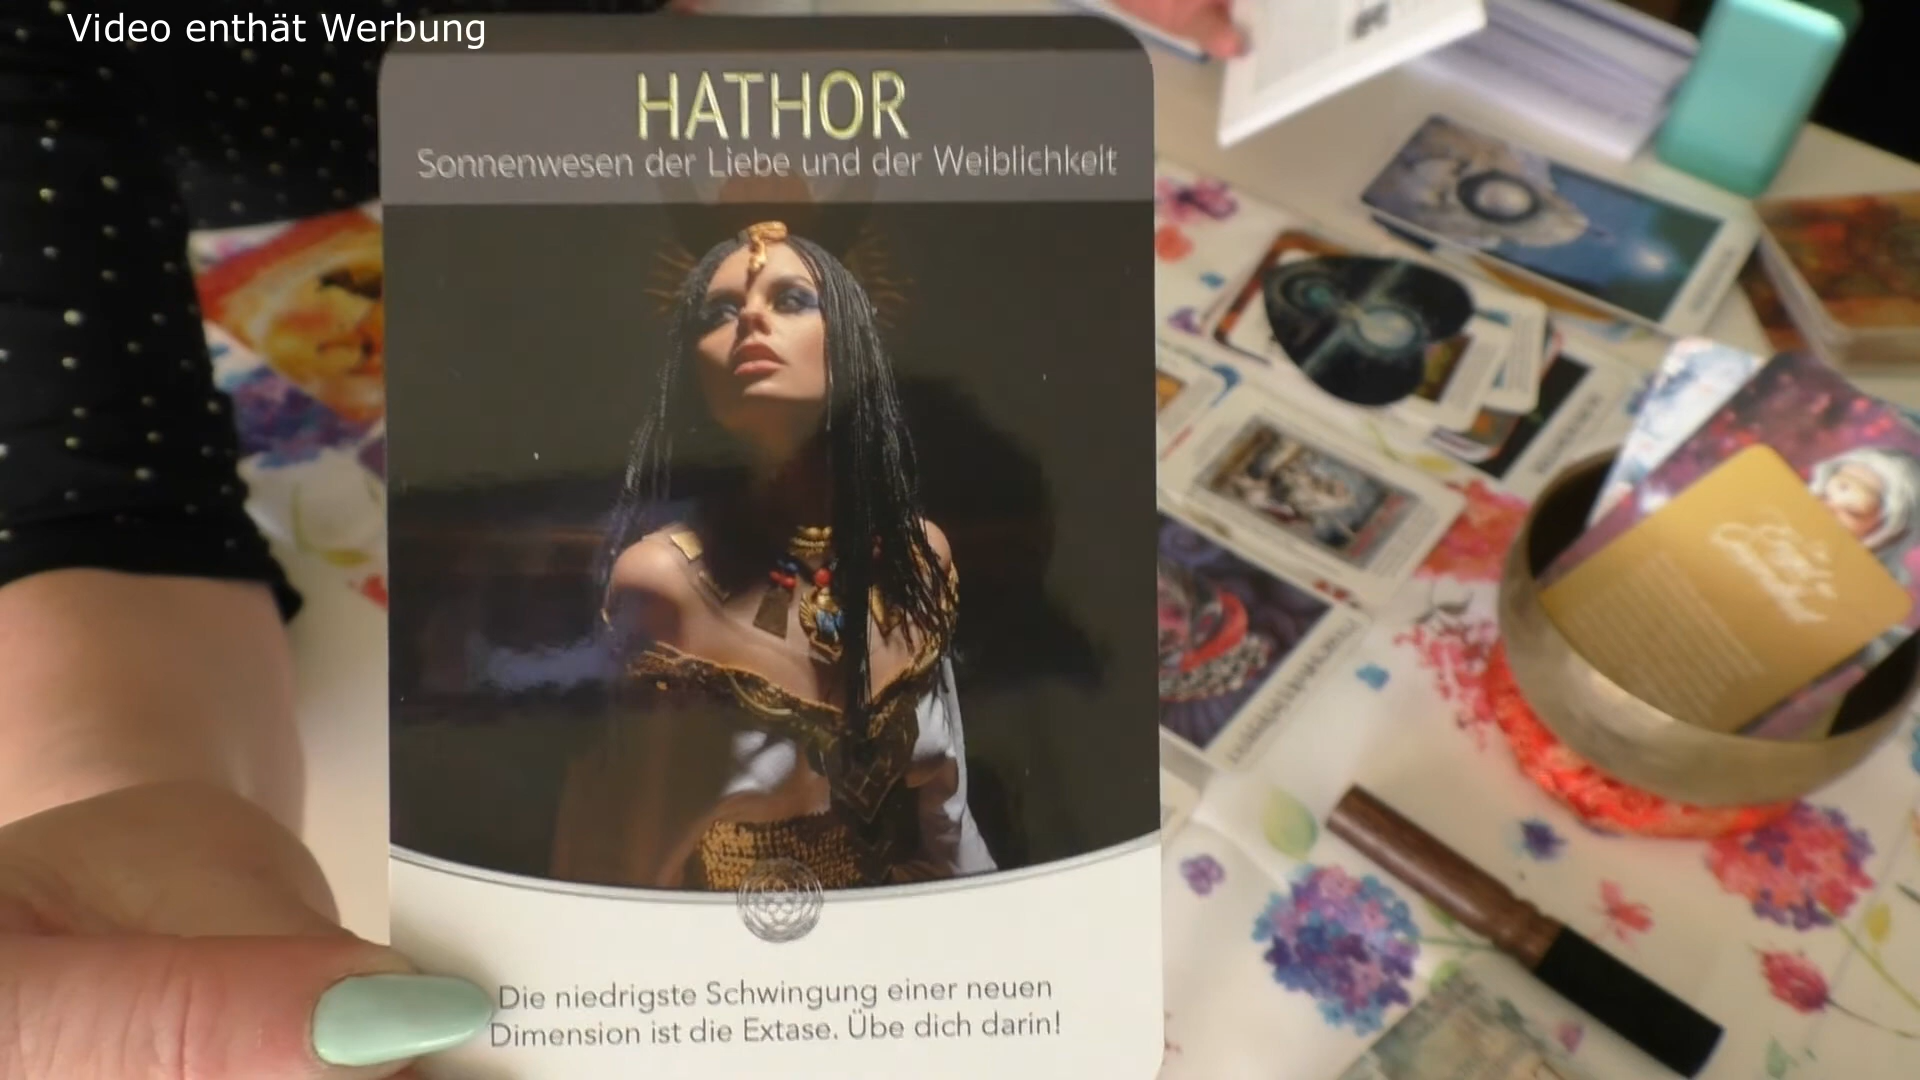 Video enthät Werbung
HATHOR
Sonnenwesen der Liebe und der Weiblichkeit
Die niedrigste Schwingung einer neuen
Dimension ist die Extase. Übe dich darin!